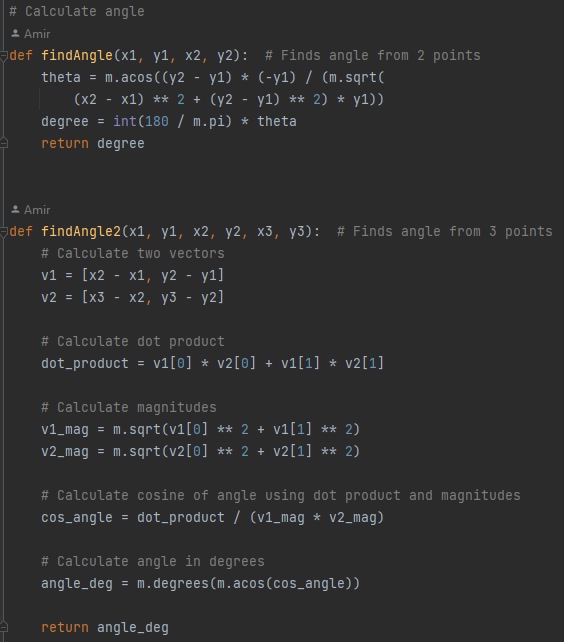 # Calculate angle
Amir
def findAngle(x1, y1, x2, y2):  # Finds angle from 2 points
    theta = m.acos((y2 - y1) * (-y1) / (m.sqrt(
        (x2 - x1) ** 2 + (y2 - y1) ** 2) * y1))
    degree = int(180 / m.pi) * theta
    return degree
Amir
def findAngle2(x1, y1, x2, y2, x3, y3):  # Finds angle from 3 points
    # Calculate two vectors
    v1 = [x2 - x1, y2 - y1]
    v2 = [x3 - x2, y3 - y2]
    # Calculate dot product
    dot_product = v1[0] * v2[0] + v1[1] * v2[1]
    # Calculate magnitudes
    v1_mag = m.sqrt(v1[0] ** 2 + v1[1] ** 2)
    v2_mag = m.sqrt(v2[0] ** 2 + v2[1] ** 2)
    # Calculate cosine of angle using dot product and magnitudes
    cos_angle = dot_product / (v1_mag * v2_mag)
    # Calculate angle in degrees
    angle_deg = m.degrees(m.acos(cos_angle))
    return angle_deg